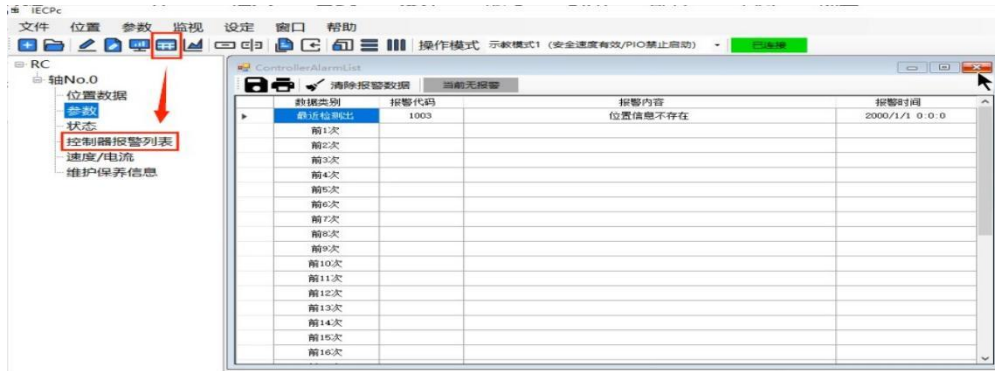 IECPc
文件 位置 参数 监视 设定 窗口 帮助
操作模式 示教模式1 (安全速度有效/PIO禁止启动) 已连接
RC
轴No.0
位置数据
参数
状态
控制器报警列表
速度/电流
维护保养信息
ControllerAlarmList
清除报警数据 当前无报警
数据类别 报警代码 报警内容 报警时间
最近检测出 1003 位置信息不存在 2000/1/1 0:0:0
前1次
前2次
前3次
前4次
前5次
前6次
前7次
前8次
前9次
前10次
前11次
前12次
前13次
前14次
前15次
前16次